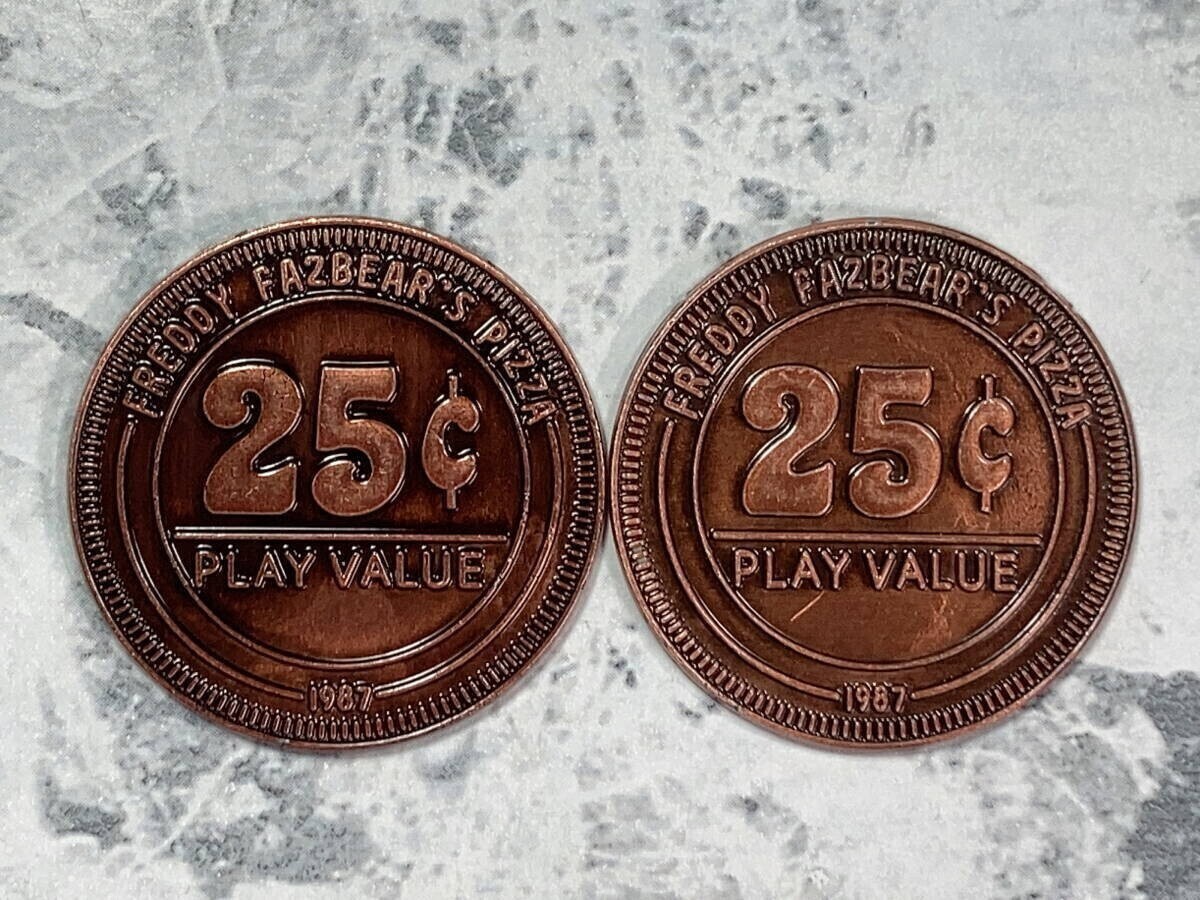 FREDDY FAZBEAR'S PIZZA
25¢
PLAY VALUE
1987
FREDDY FAZBEAR'S PIZZA
25¢
PLAY VALUE
1987